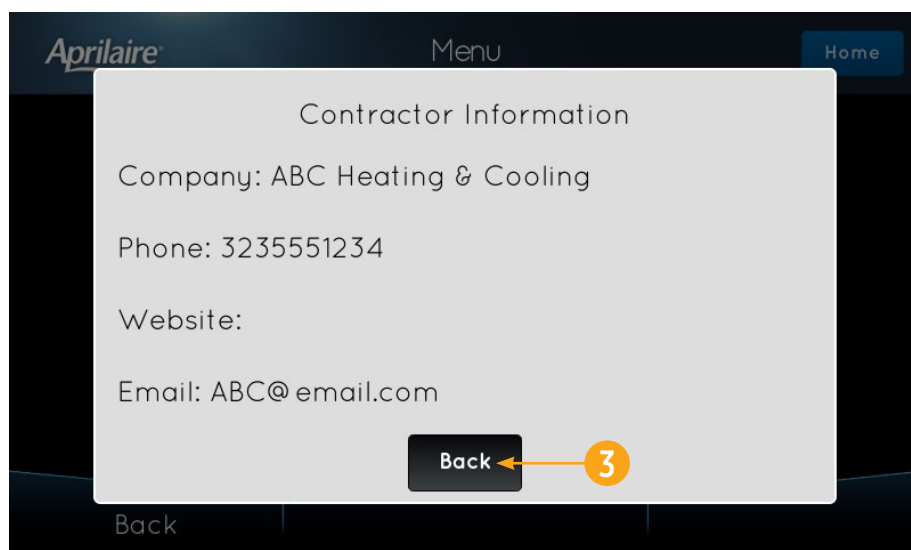 Aprilaire Menu Home
Contractor Information
Company: ABC Heating & Cooling
Phone: 3235551234
Website:
Email: ABC@email.com
Back 3
Back